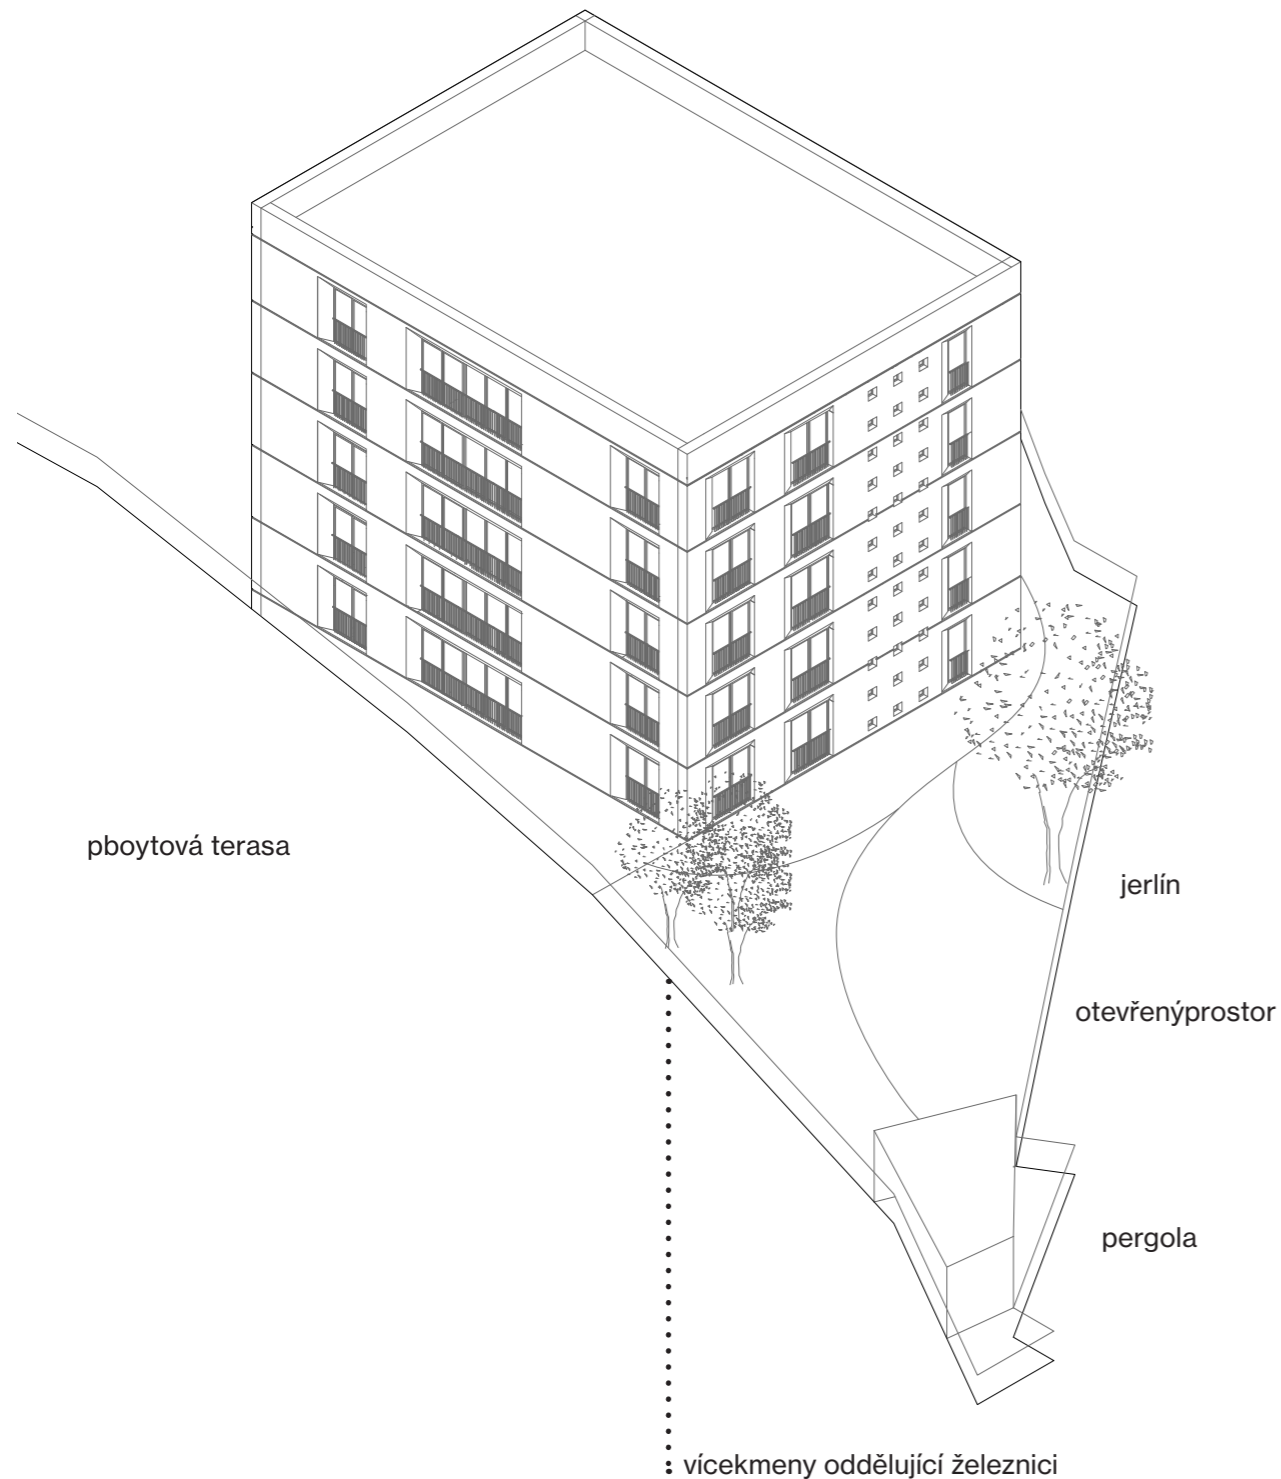 pboytová terasa
jerlín
otevřenýprostor
pergola
vícekmeny oddělující železnici